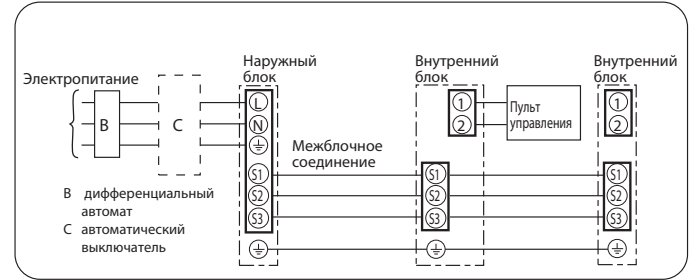 Электропитание
B
C
Наружный
блок
L
N
S1
S2
S3
Межблочное
соединение
Внутренний
блок
1
2
Пульт
управления
S1
S2
S3
Внутренний
блок
1
2
S1
S2
S3
B дифференциальный
автомат
C автоматический
выключатель